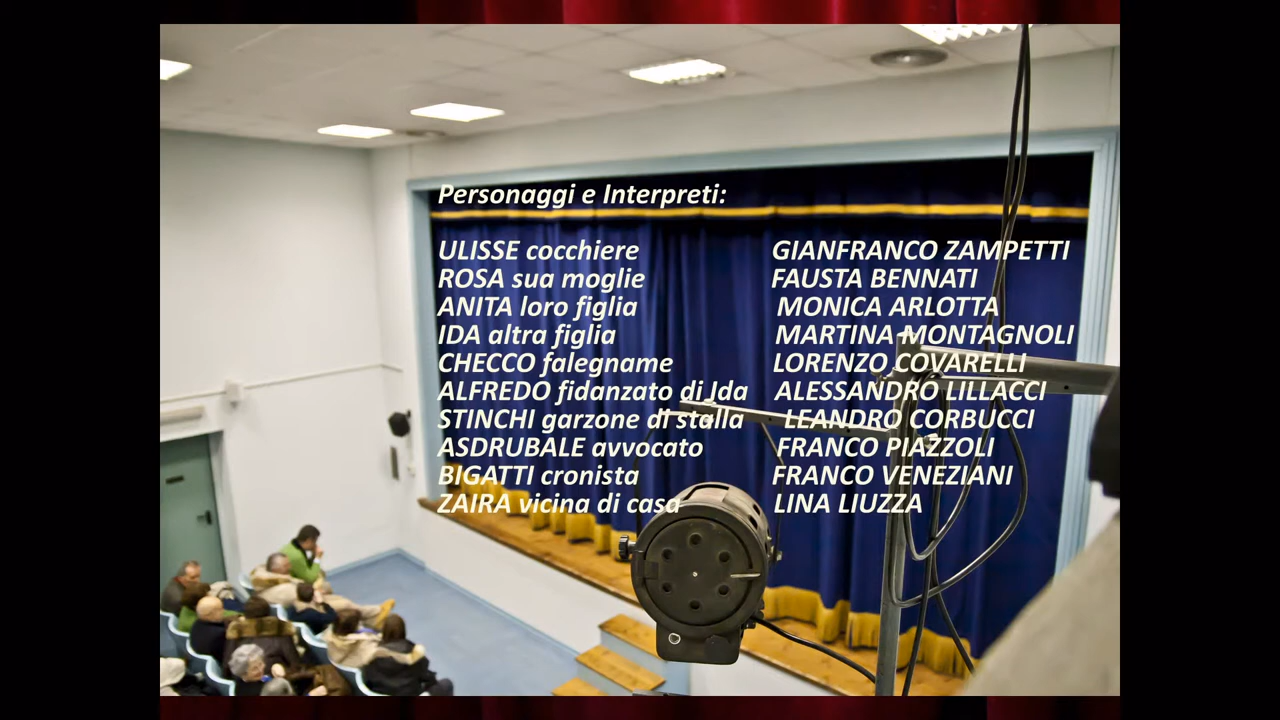 Personaggi e Interpreti:
ULISSE cocchiere GIANFRANCO ZAMPETTI
ROSA sua moglie FAUSTA BENNATI
ANITA loro figlia MONICA ARLOTTA
IDA altra figlia MARTINA MONTAGNOLI
CHECCO falegname LORENZO COVARELLI
ALFREDO fidanzato di Jda ALESSANDRO LILLACCI
STINCHI garzone di stalla LEANDRO CORBUCCI
ASDRUBALE avvocato FRANCO PIAZZOLI
BIGATTI cronista FRANCO VENEZIANI
ZAIRA vicina di casa LINA LIUZZA